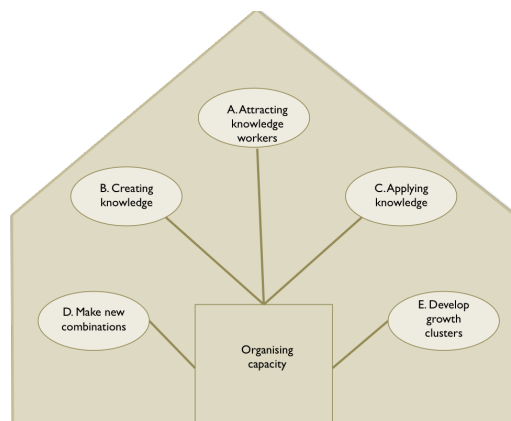 A. Attracting
knowledge
workers
B. Creating
knowledge
C. Applying
knowledge
D. Make new
combinations
E. Develop
growth
clusters
Organising
capacity